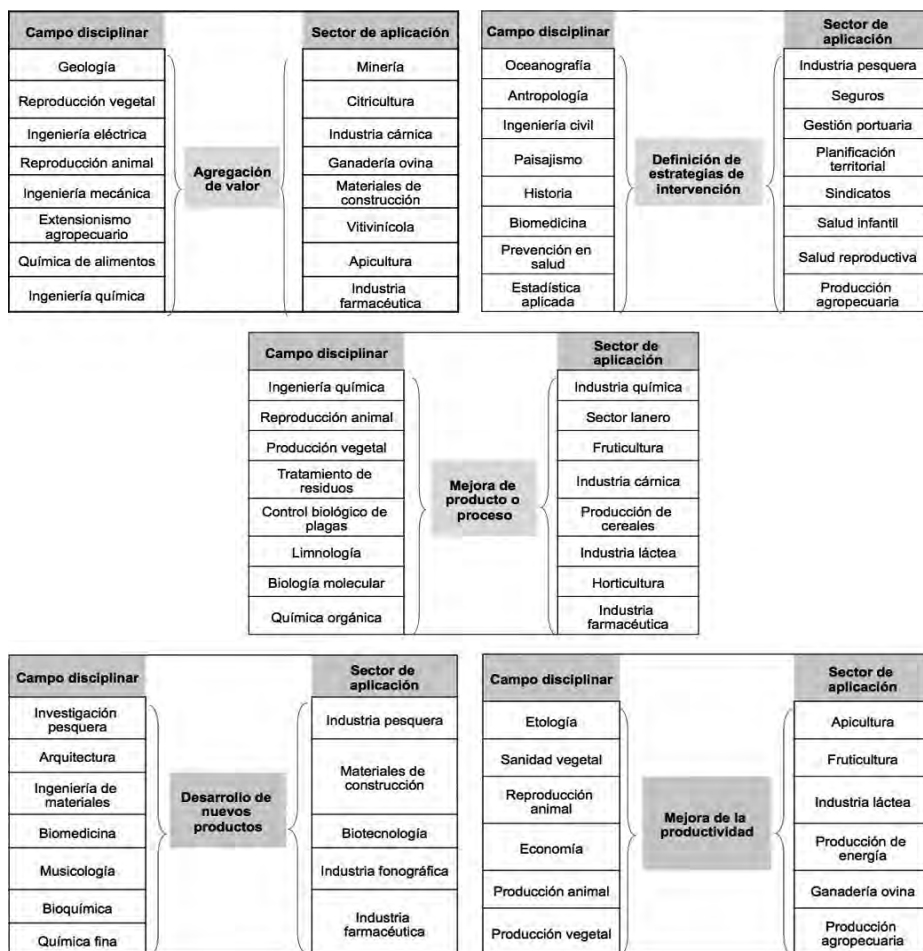 Campo disciplinar
Geología
Reproducción vegetal
Ingeniería eléctrica
Reproducción animal
Ingeniería mecánica
Extensionismo
agropecuario
Química de alimentos
Ingeniería química
Agregación
de valor
Sector de aplicación
Minería
Citricultura
Industria cárnica
Ganadería ovina
Materiales de
construcción
Vitivinícola
Apicultura
Industria
farmacéutica
Campo disciplinar
Oceanografía
Antropología
Ingeniería civil
Paisajismo
Historia
Biomedicina
Prevención en
salud
Estadística
aplicada
Definición de
estrategias de
intervención
Sector de
aplicación
Industria pesquera
Seguros
Gestión portuaria
Planificación
territorial
Sindicatos
Salud infantil
Salud reproductiva
Producción
agropecuaria
Campo disciplinar
Ingeniería química
Reproducción animal
Producción vegetal
Tratamiento de
residuos
Control biológico de
plagas
Limnología
Biología molecular
Química orgánica
Mejora de
producto o
proceso
Sector de
aplicación
Industria química
Sector lanero
Fruticultura
Industria cárnica
Producción de
cereales
Industria láctea
Horticultura
Industria
farmacéutica
Campo disciplinar
Investigación
pesquera
Arquitectura
Ingeniería de
materiales
Biomedicina
Musicología
Bioquímica
Química fina
Desarrollo de
nuevos
productos
Sector de
aplicación
Industria pesquera
Materiales de
construcción
Biotecnología
Industria fonográfica
Industria
farmacéutica
Campo disciplinar
Etología
Sanidad vegetal
Reproducción
animal
Economía
Producción animal
Producción vegetal
Mejora de la
productividad
Sector de
aplicación
Apicultura
Fruticultura
Industria láctea
Producción de
energía
Ganadería ovina
Producción
agropecuaria